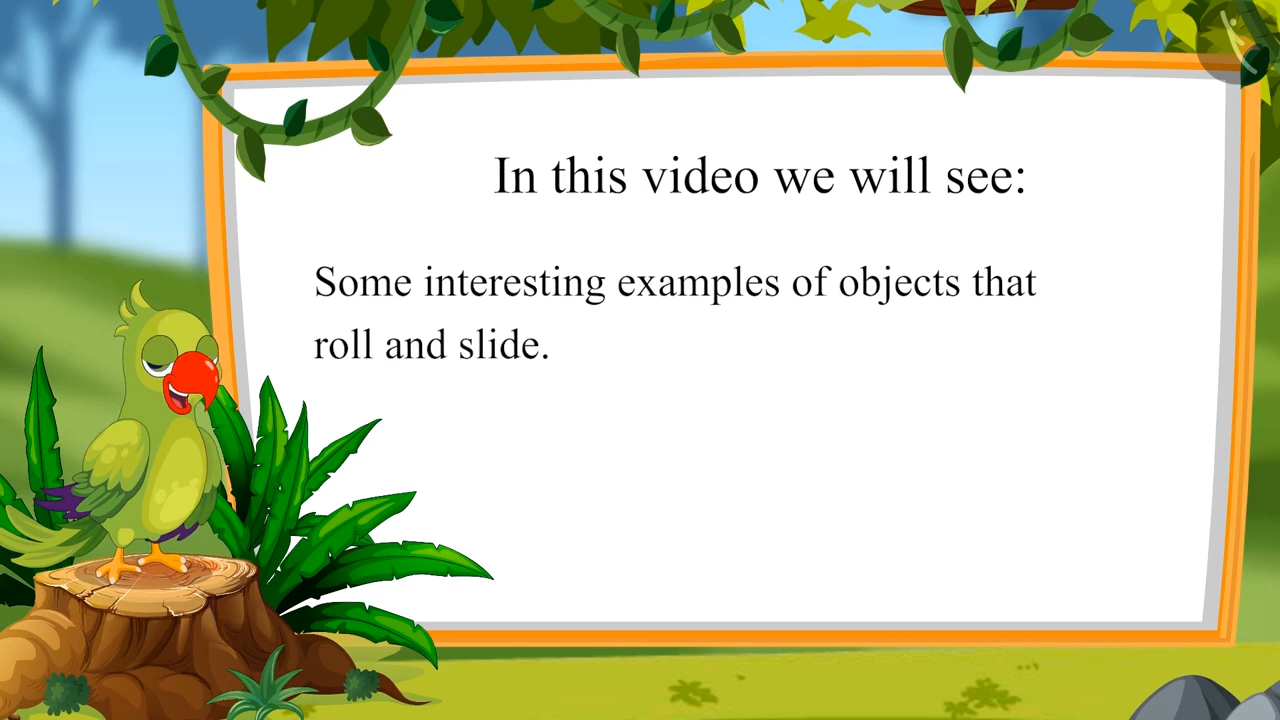 In this video we will see:
Some interesting examples of objects that
roll and slide.